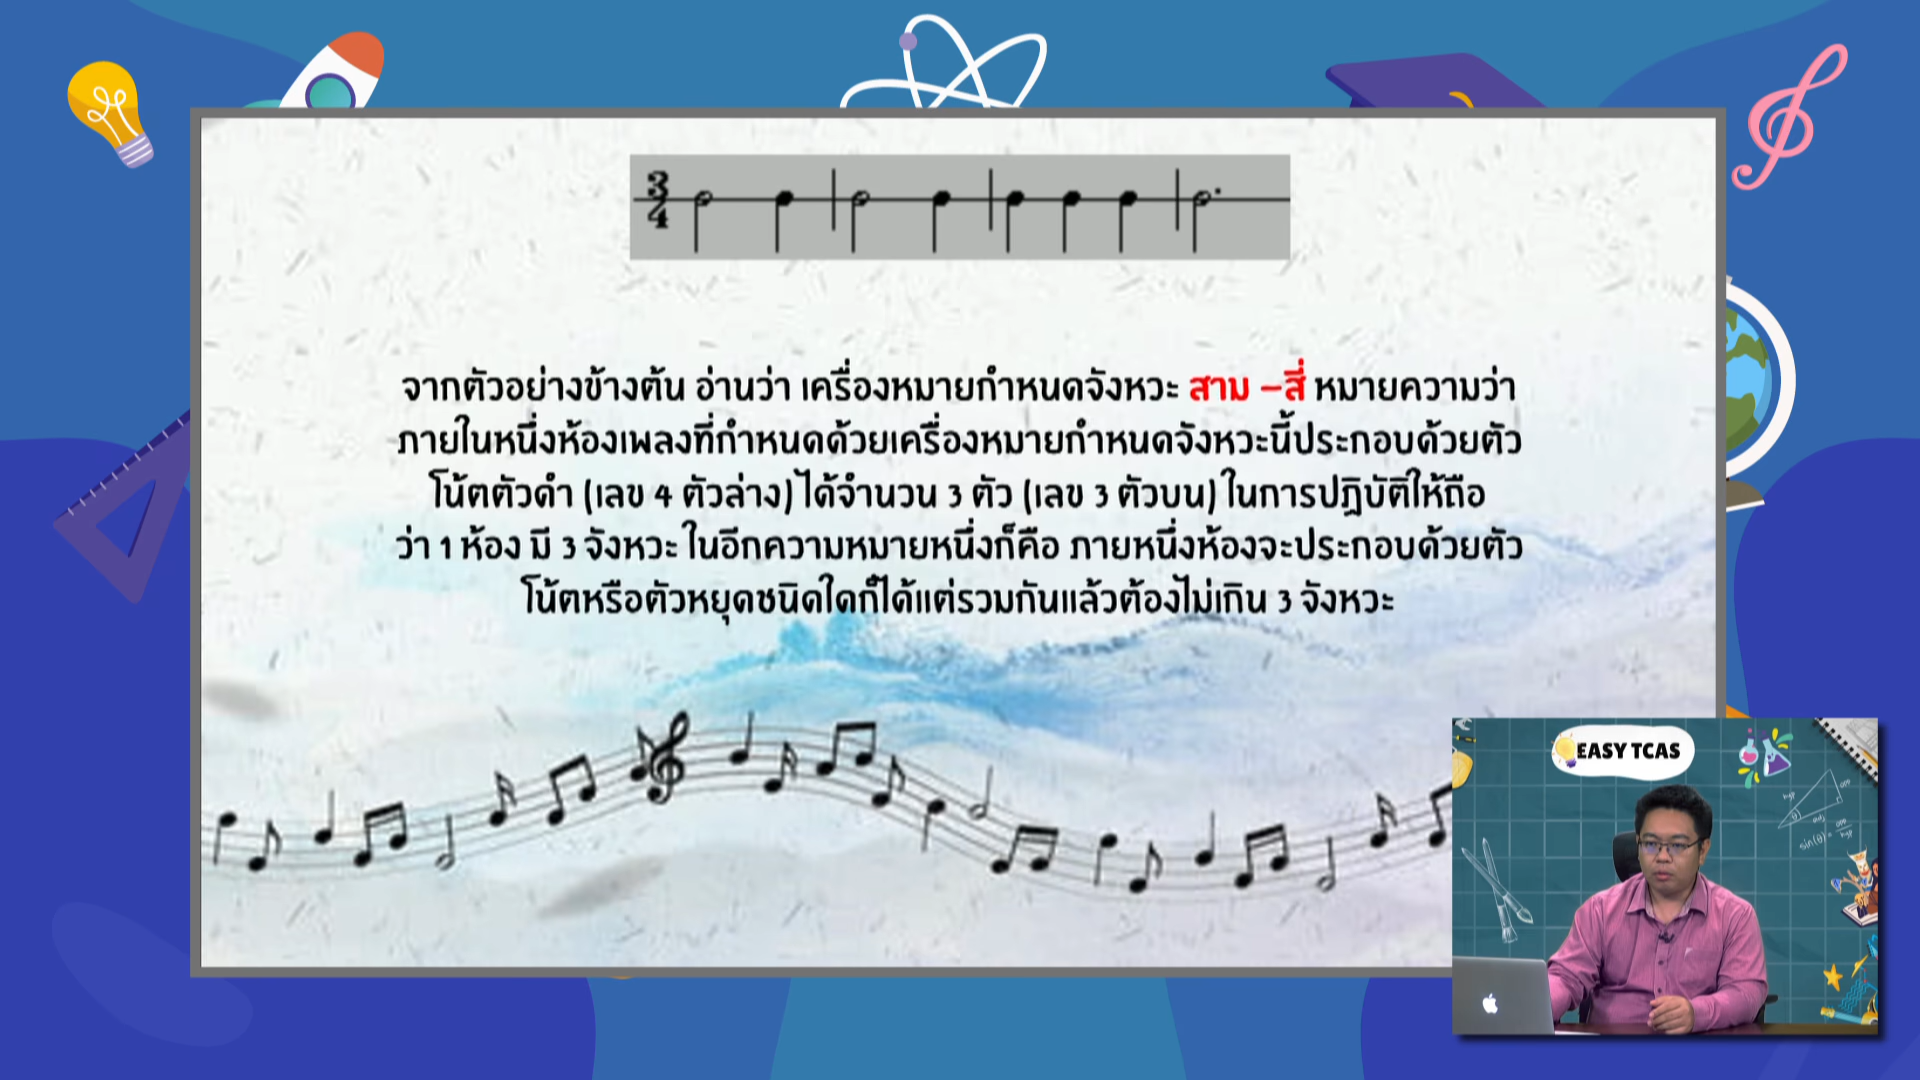 3
4
จากตัวอย่างข้างต้น อ่านว่า เครื่องหมายกำหนดจังหวะ สาม –สี่ หมายความว่า
ภายในหนึ่งห้องเพลงที่กำหนดด้วยเครื่องหมายกำหนดจังหวะนี้ประกอบด้วยตัว
โน้ตตัวดำ (เลข 4 ตัวล่าง) ได้จำนวน 3 ตัว (เลข 3 ตัวบน) ในการปฏิบัติให้ถือ
ว่า 1 ห้อง มี 3 จังหวะ ในอีกความหมายหนึ่งก็คือ ภายหนึ่งห้องจะประกอบด้วยตัว
โน้ตหรือตัวหยุดชนิดใดก็ได้แต่รวมกันแล้วต้องไม่เกิน 3 จังหวะ
EASY TCAS